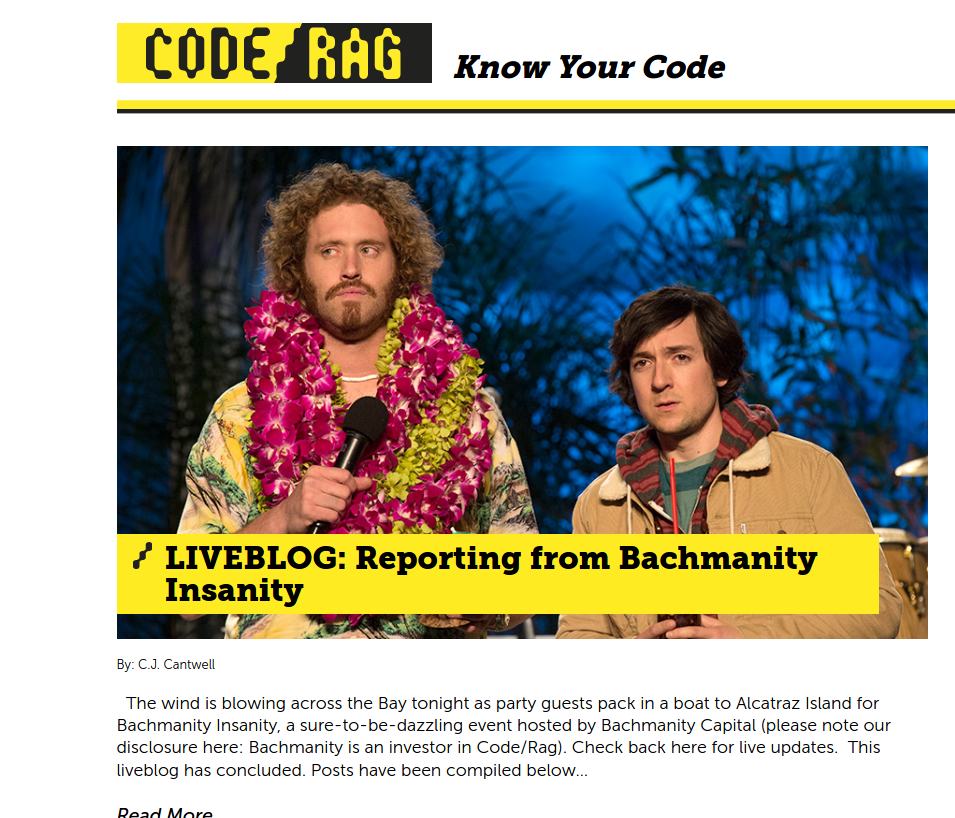 CODE/RAG
Know Your Code
LIVEBLOG: Reporting from Bachmanity
Insanity
By: C.J. Cantwell
The wind is blowing across the Bay tonight as party guests pack in a boat to Alcatraz Island for
Bachmanity Insanity, a sure-to-be-dazzling event hosted by Bachmanity Capital (please note our
disclosure here: Bachmanity is an investor in Code/Rag). Check back here for live updates.  This
liveblog has concluded. Posts have been compiled below...
Read More